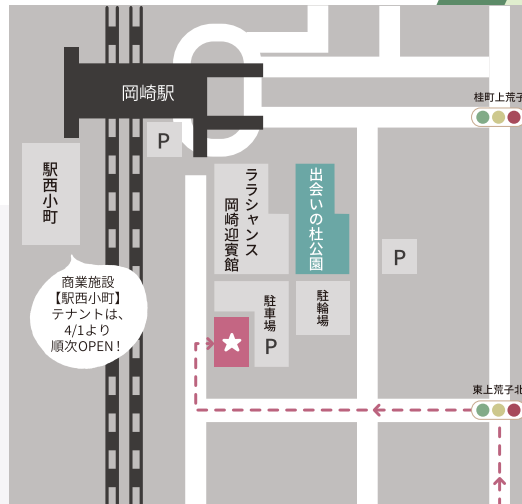 岡崎駅
桂町上荒子
P
駅西小町
ララシャンス
岡崎迎賓館
出会いの杜公園
P
商業施設
【駅西小町】
テナントは、
4/1より
順次OPEN!
駐車場
P
駐輪場
東上荒子北